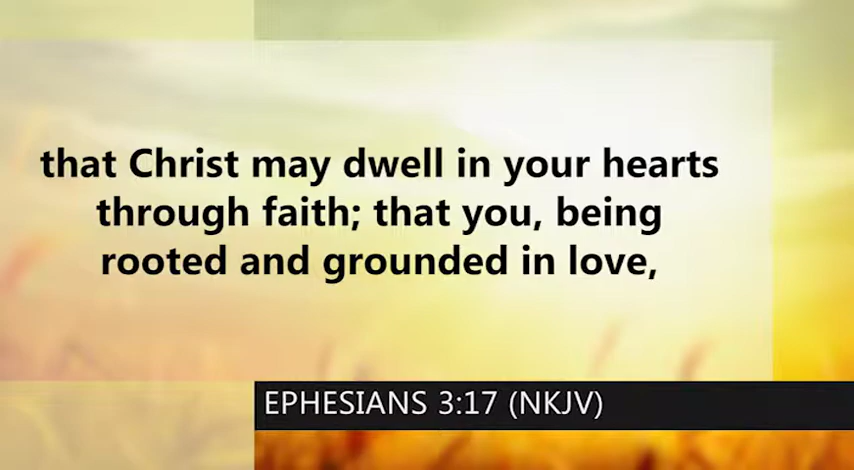 that Christ may dwell in your hearts
through faith; that you, being
rooted and grounded in love,
EPHESIANS 3:17 (NKJV)